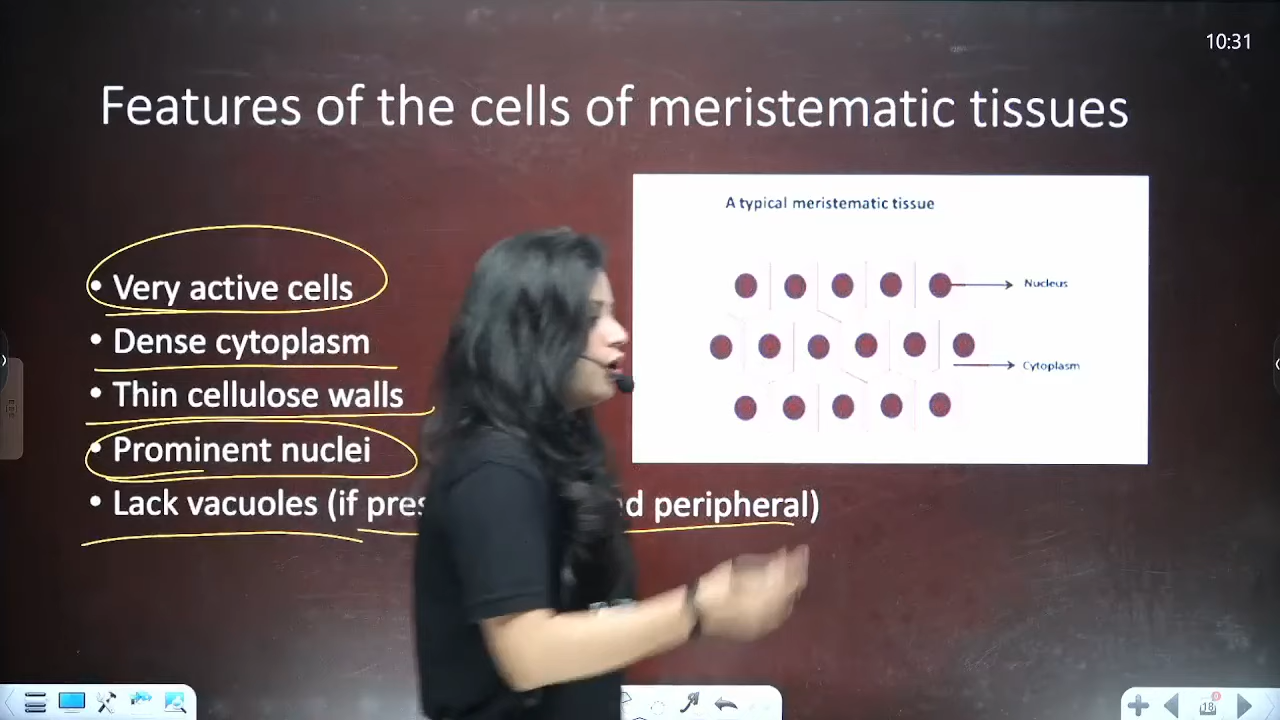 10:31
Features of the cells of meristematic tissues
A typical meristematic tissue
• Very active cells
Nucleus
• Dense cytoplasm
Cytoplasm
• Thin cellulose walls
• Prominent nuclei
• Lack vacuoles (if peripheral)
18